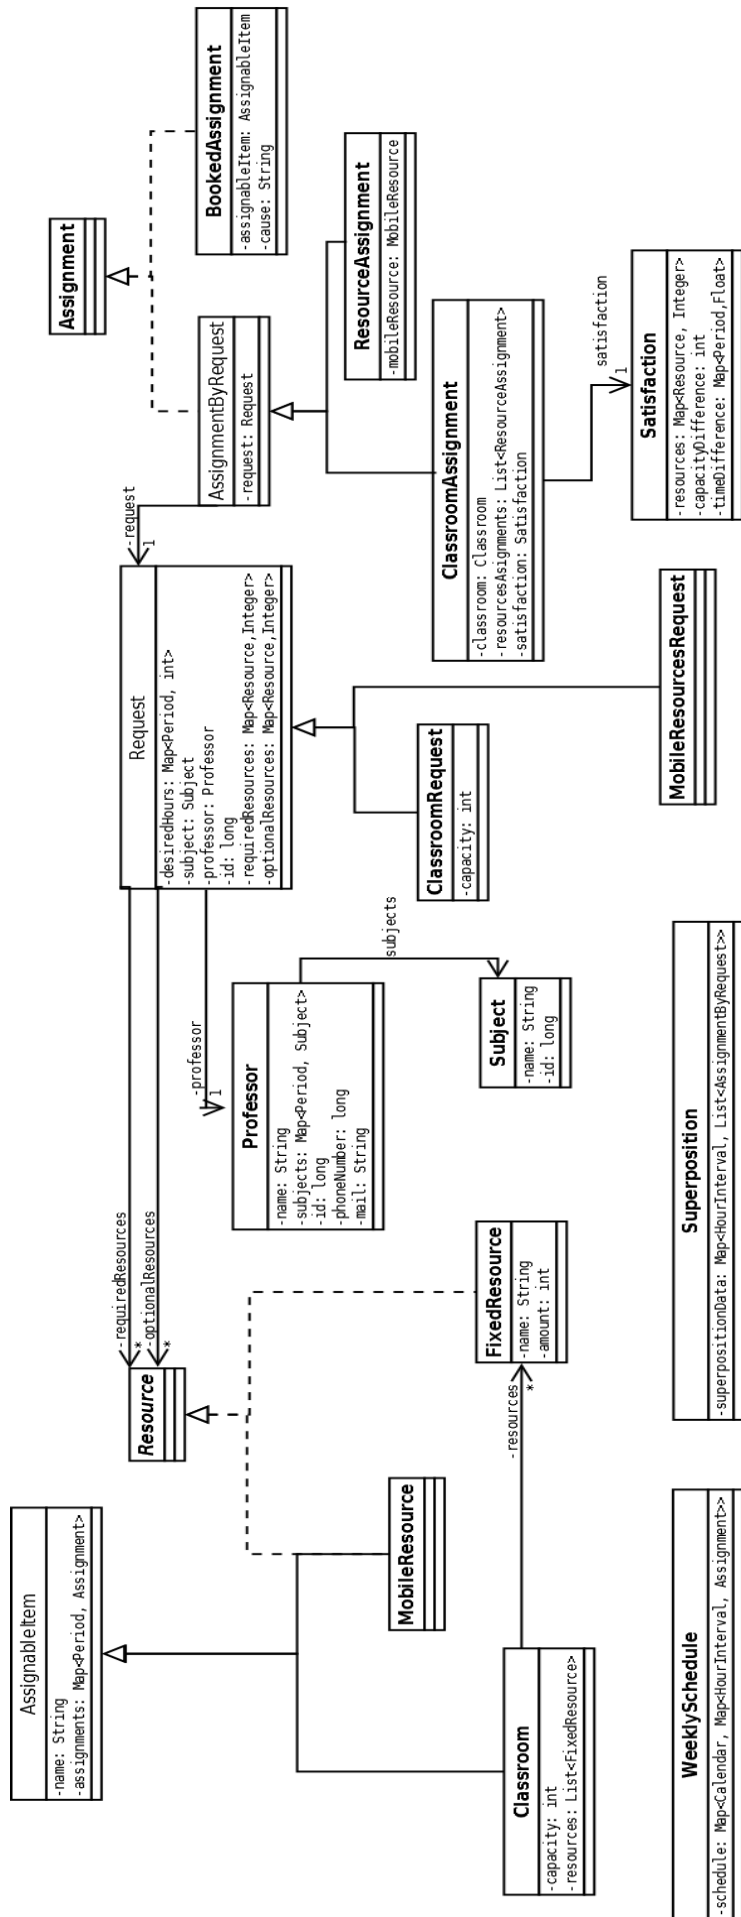 AssignableItem
-name: String
-assignments: Map<Period, Assignment>
Resource
-requiredResources
*
-optionalResources
*
Request
-desiredHours: Map<Period, int>
-subject: Subject
-professor: Professor
-id: long
-requiredResources: Map<Resource,Integer>
-optionalResources: Map<Resource,Integer>
-request
1
Assignment
AssignmentByRequest
-request: Request
BookedAssignment
-assignableItem: AssignableItem
-cause: String
-professor
1
Professor
-name: String
-subjects: Map<Period, Subject>
-id: long
-phoneNumber: long
-mail: String
subjects
ResourceAssignment
-mobileResource: MobileResource
MobileResource
FixedResource
-name: String
-amount: int
-resources
*
Subject
-name: String
-id: long
ClassroomRequest
-capacity: int
ClassroomAssignment
-classroom: Classroom
-resourcesAsignments: List<ResourceAssignment>
-satisfaction: Satisfaction
satisfaction
1
Classroom
-capacity: int
-resources: List<FixedResource>
WeeklySchedule
-schedule: Map<Calendar, Map<HourInterval, Assignment>>
Superposition
-superpositionData: Map<HourInterval, List<AssignmentByRequest>>
MobileResourcesRequest
Satisfaction
-resources: Map<Resource, Integer>
-capacityDifference: int
-timeDifference: Map<Period,Float>